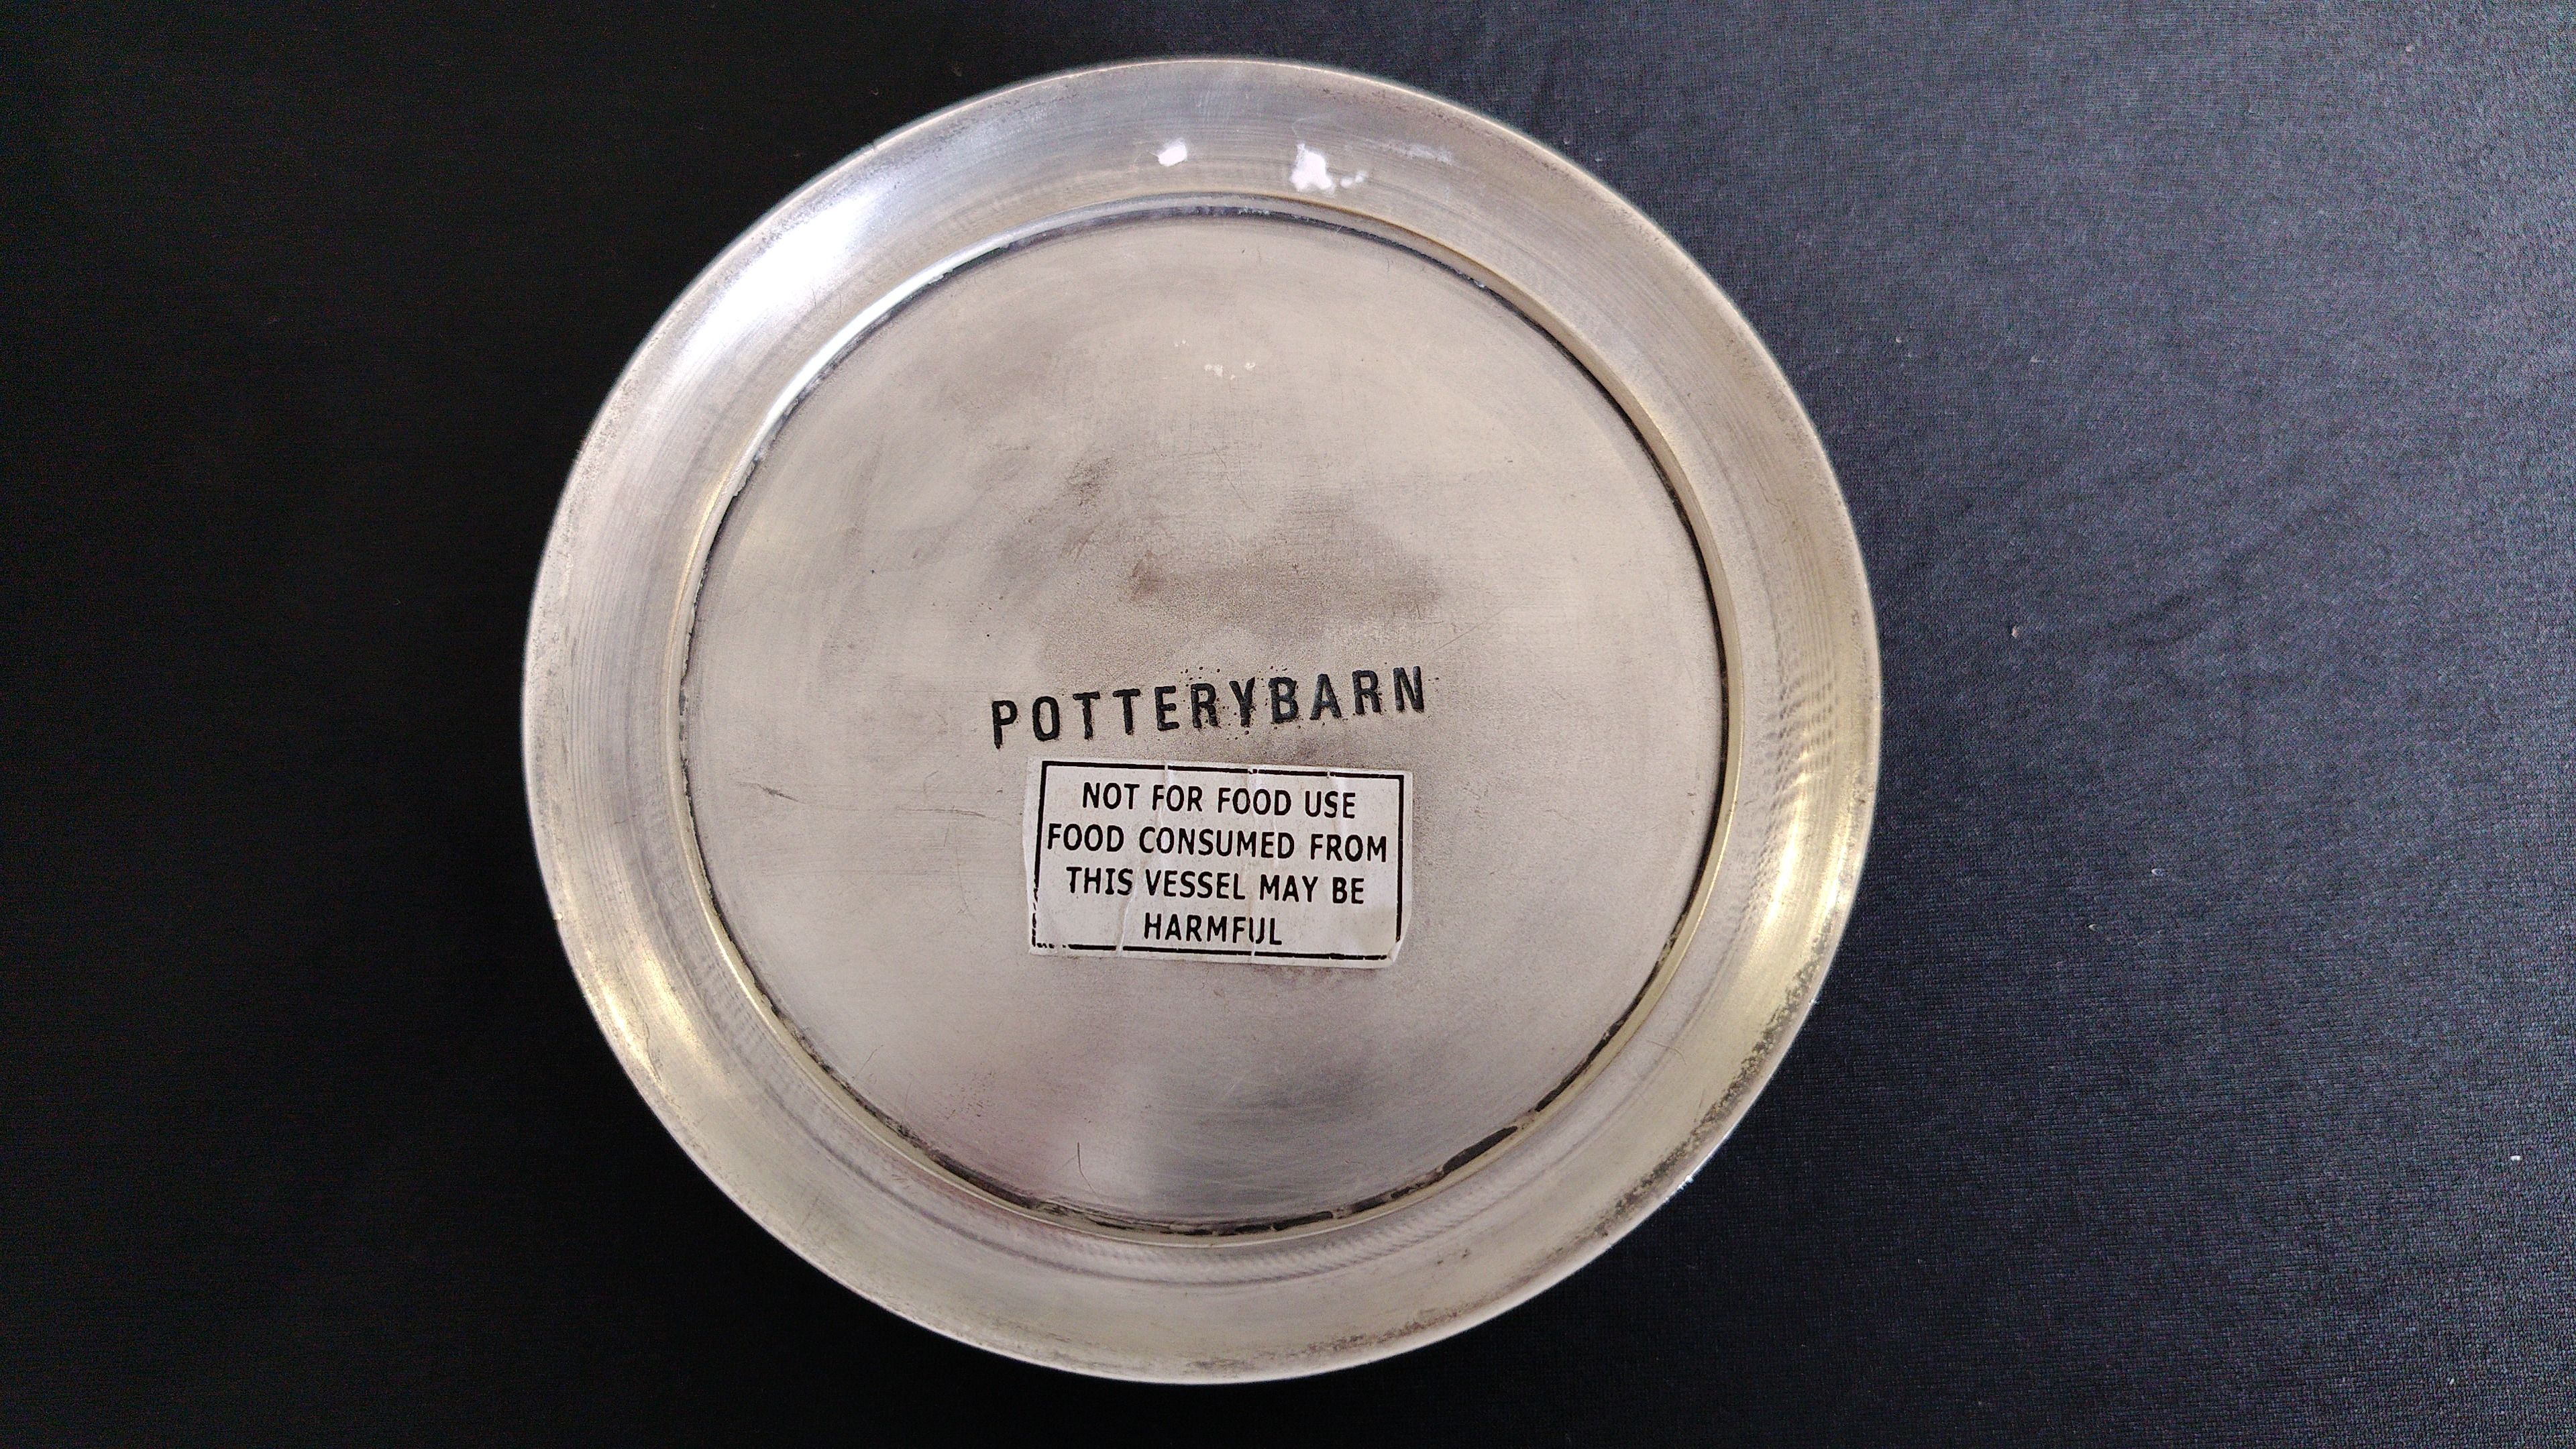 POTTERYBARN
NOT FOR FOOD USE
FOOD CONSUMED FROM
THIS VESSEL MAY BE
HARMFUL